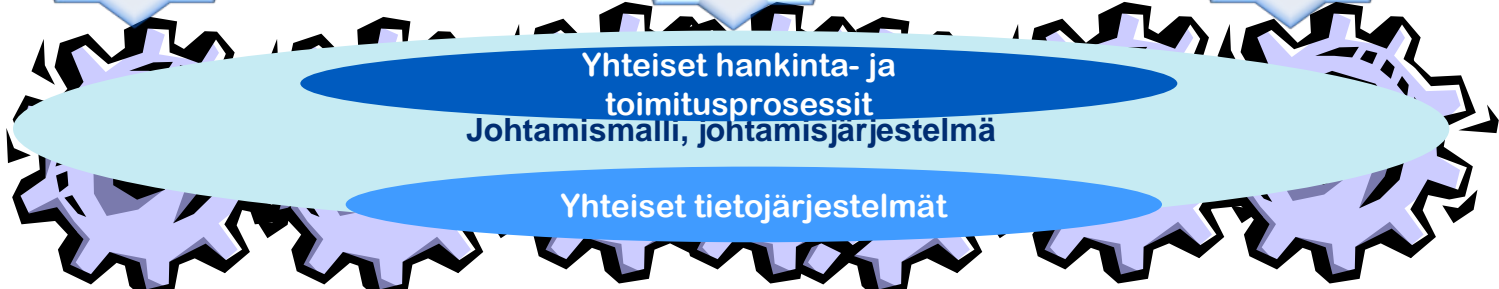 Yhteiset hankinta- ja
toimitusprosessit
Johtamismalli, johtamisjärjestelmä
Yhteiset tietojärjestelmät